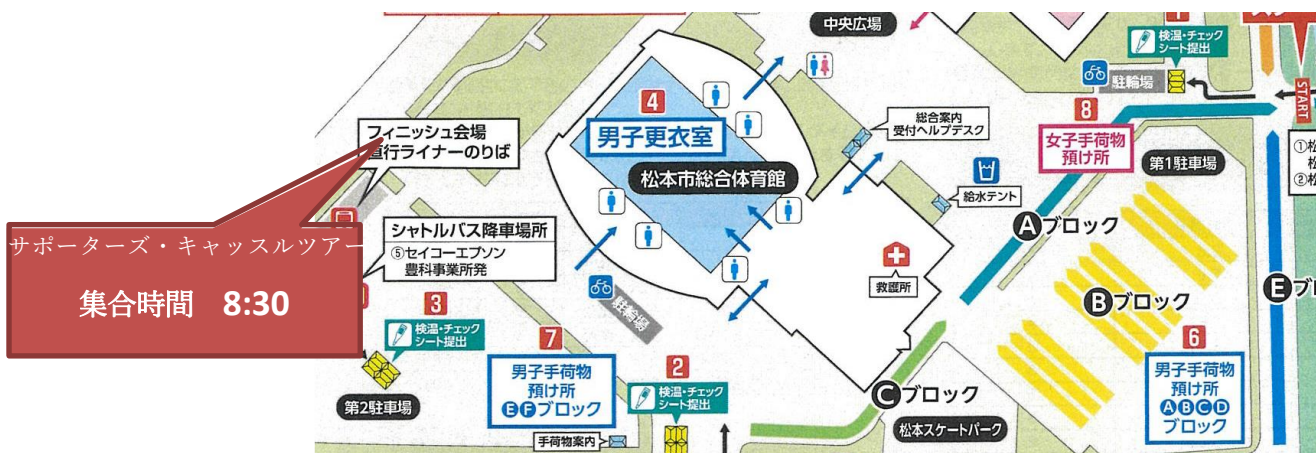 中央広場
1
検温・チェック
シート提出
駐輪場
START
4
男子更衣室
松本市総合体育館
総合案内
受付ヘルプデスク
8
女子手荷物
預け所
第1駐車場
給水テント
フィニッシュ会場
直行ライナーのりば
サポーターズ・キャッスルツアー
集合時間 8:30
シャトルバス降車場所
⑤セイコーエプソン
豊科事業所発
Aブロック
救護所
駐輪場
Bブロック
E
3
検温・チェック
シート提出
7
男子手荷物
預け所
EFブロック
2
検温・チェック
シート提出
6
男子手荷物
預け所
ABCD
ブロック
Cブロック
第2駐車場
松本スケートパーク
手荷物案内